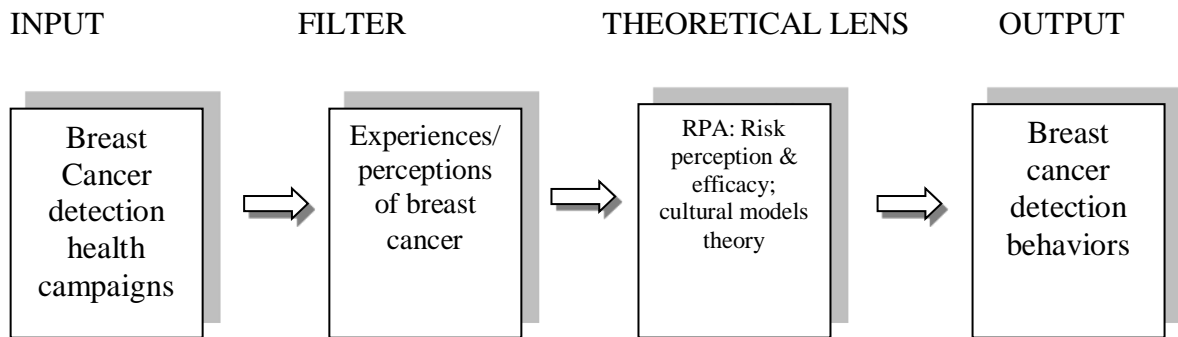 INPUT FILTER THEORETICAL LENS OUTPUT
Breast
Cancer
detection
health
campaigns
Experiences/
perceptions
of breast
cancer
RPA: Risk
perception &
efficacy;
cultural models
theory
Breast
cancer
detection
behaviors